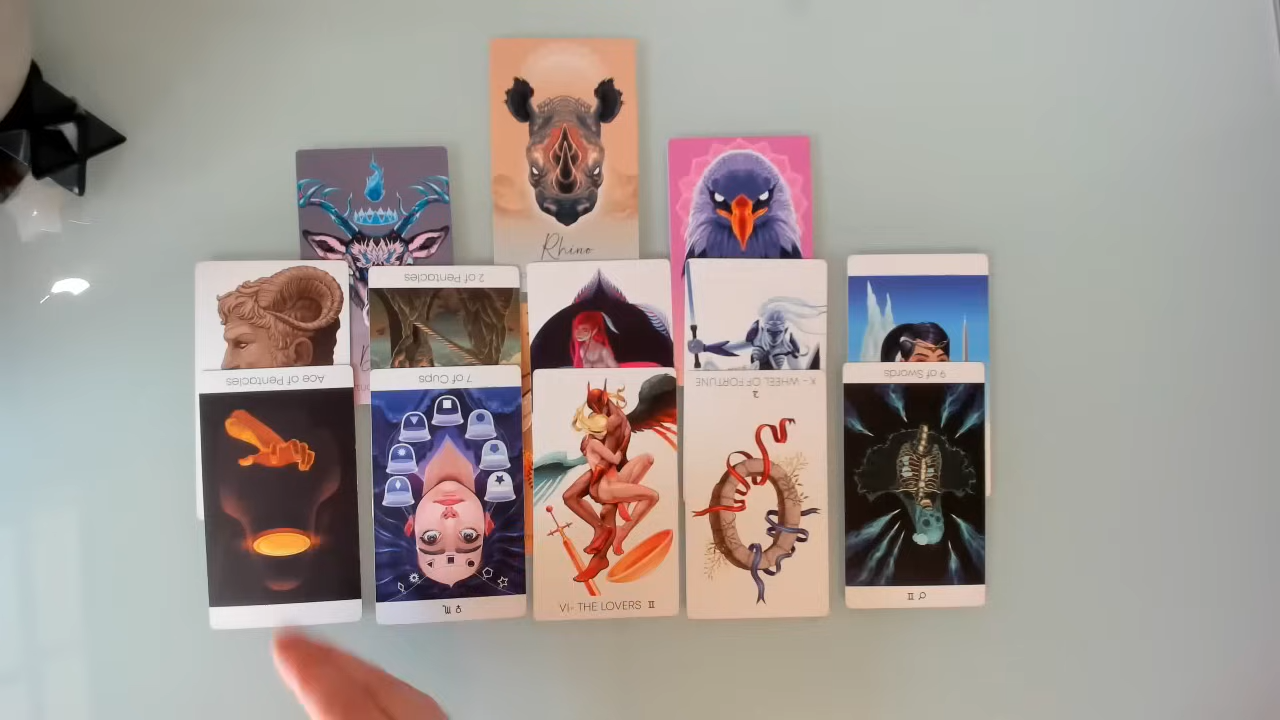 Rhino
2 of Pentacles
Ace of Pentacles
7 of Cups
X - WHEEL OF FORTUNE
9 of Swords
VI- THE LOVERS II